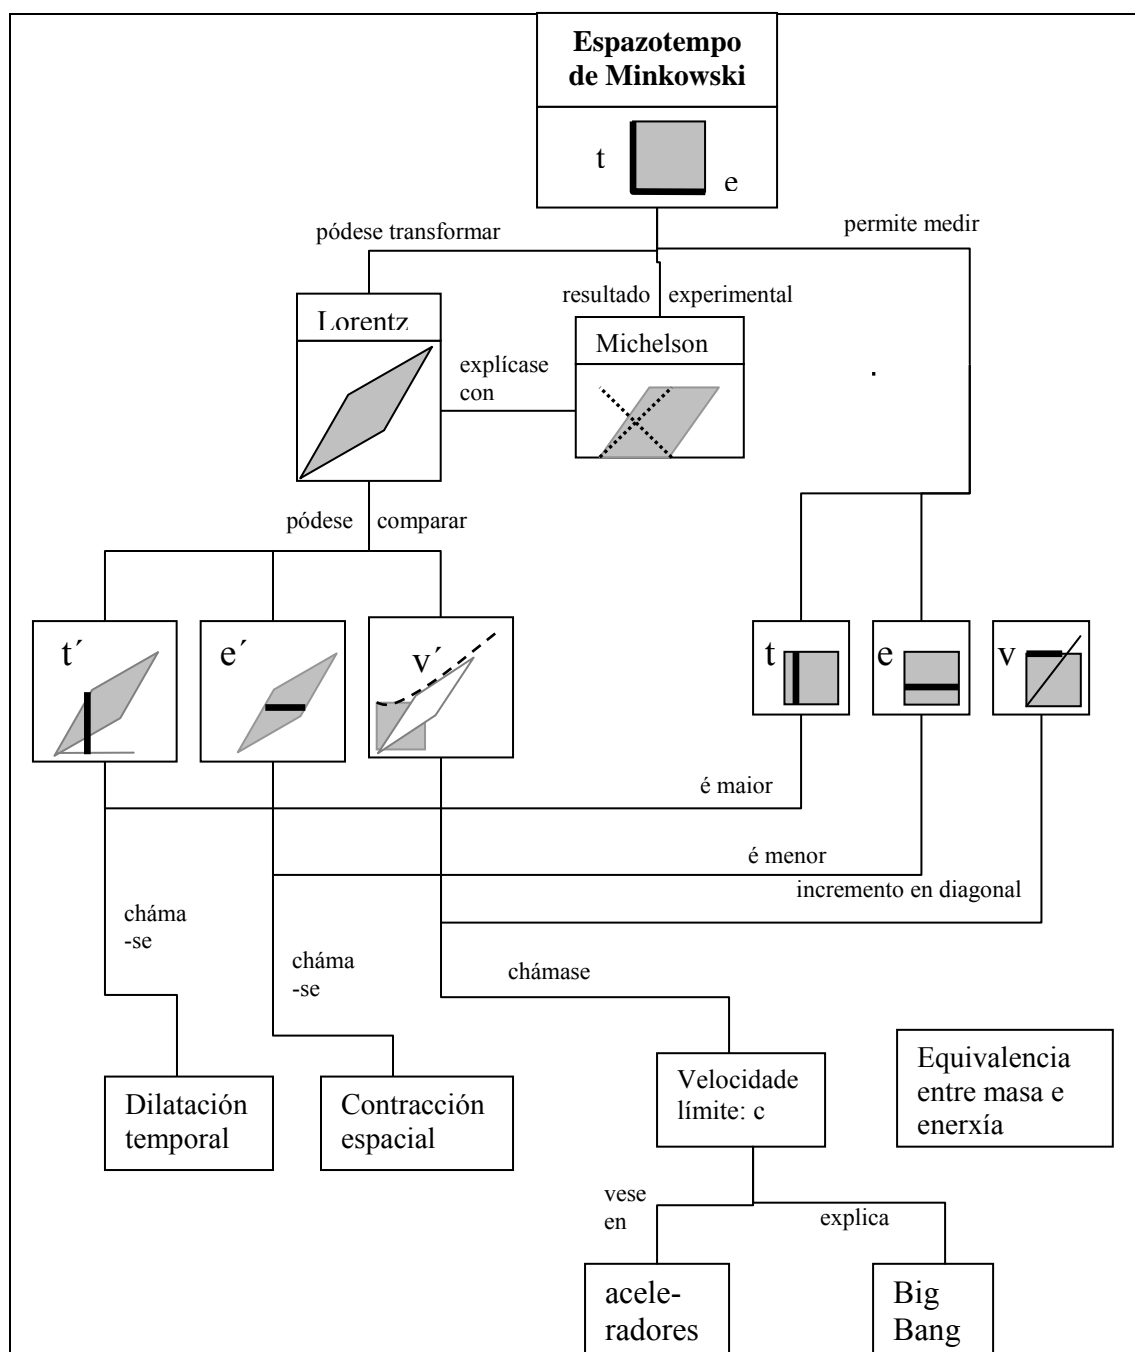 Espazotempo
de Minkowski
t
e
pódese transformar
permite medir
resultado experimental
Lorentz
Michelson
explícase
con
pódese comparar
t´
e´
v´
t
e
v
é maior
é menor
incremento en diagonal
cháma
-se
cháma
-se
chámase
Dilatación
temporal
Contracción
espacial
Velocidade
límite: c
Equivalencia
entre masa e
enerxía
vese
en
explica
acele-
radores
Big
Bang